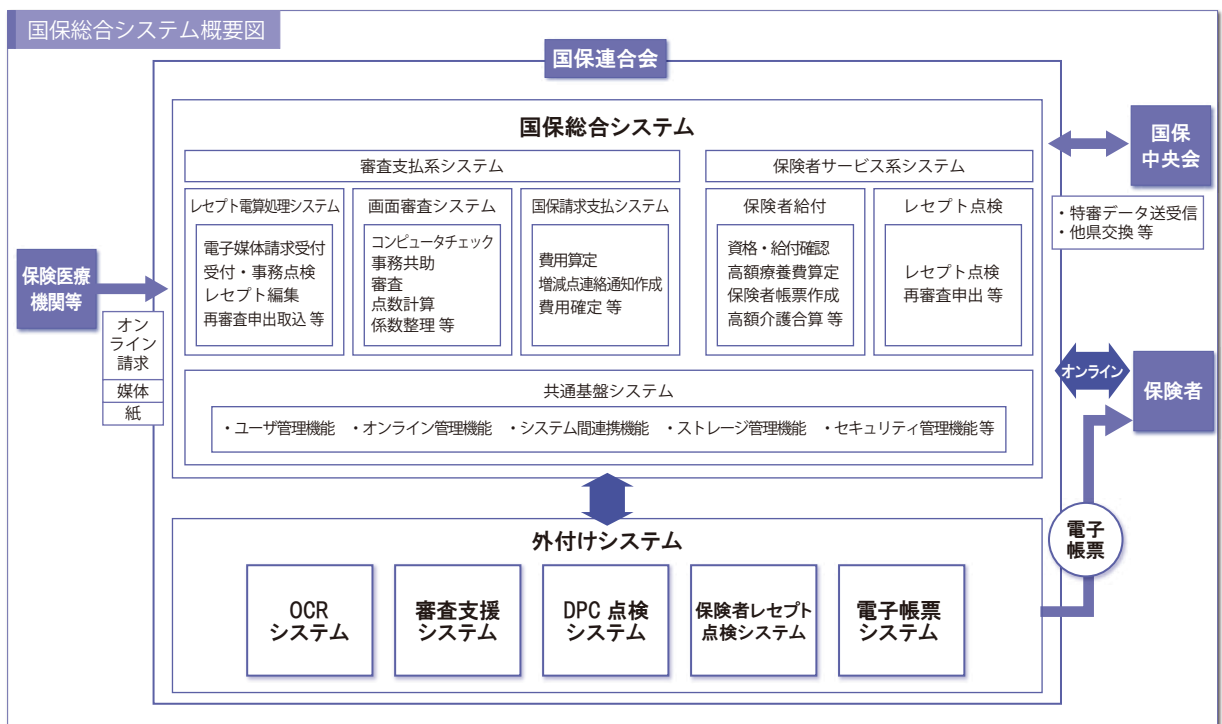 国保総合システム概要図
国保連合会
国保総合システム
審査支払系システム
保険者サービス系システム
レセプト電算処理システム
電子媒体請求受付
受付・事務点検
レセプト編集
再審査申出取込 等
画面審査システム
コンピュータチェック
事務共助
審査
点数計算
係数整理 等
国保請求支払システム
費用算定
増減点連絡通知作成
費用確定 等
保険者給付
資格・給付確認
高額療養費算定
保険者帳票作成
高額介護合算 等
レセプト点検
レセプト点検
再審査申出 等
共通基盤システム
・ユーザ管理機能 ・オンライン管理機能 ・システム間連携機能 ・ストレージ管理機能 ・セキュリティ管理機能 等
保険医療
機関等
オン
ライン
請求
媒体
紙
国保
中央会
・特審データ送受信
・他県交換 等
オンライン
保険者
電子
帳票
外付けシステム
OCR
システム
審査支援
システム
DPC 点検
システム
保険者レセプト
点検システム
電子帳票
システム